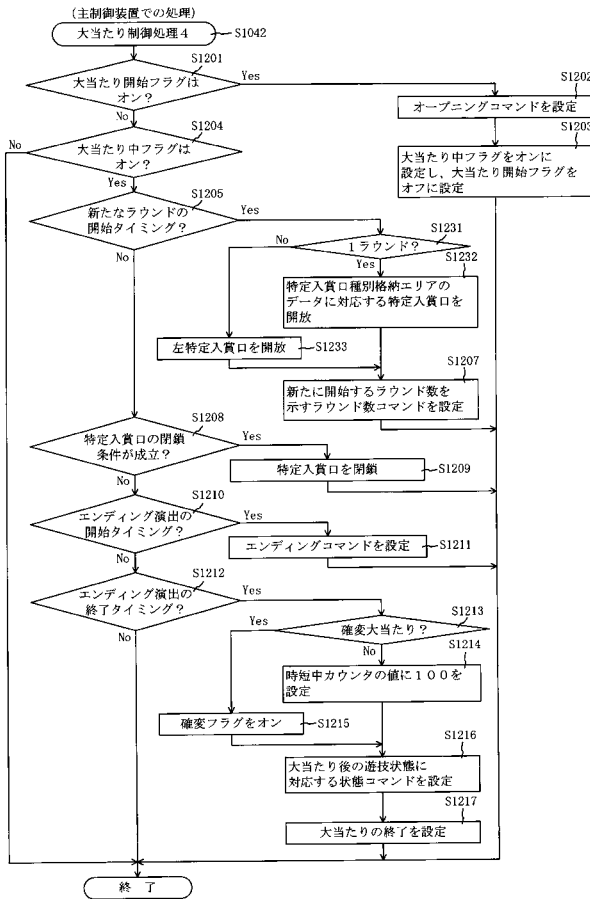 (主制御装置での処理)
大当たり制御処理4
S1042
S1201
大当たり開始フラグは
オン?
Yes
No
S1202
オープニングコマンドを設定
S1203
大当たり中フラグをオンに
設定し、大当たり開始フラグを
オフに設定
S1204
大当たり中フラグは
オン?
No
Yes
S1205
新たなラウンドの
開始タイミング?
Yes
No
S1231
1ラウンド?
No
Yes
S1232
特定入賞口種別格納エリアの
データに対応する特定入賞口を
開放
左特定入賞口を開放
S1233
S1207
新たに開始するラウンド数を
示すラウンド数コマンドを設定
S1208
特定入賞口の閉鎖
条件が成立?
Yes
No
特定入賞口を閉鎖
S1209
S1210
エンディング演出の
開始タイミング?
Yes
No
エンディングコマンドを設定
S1211
S1212
エンディング演出の
終了タイミング?
Yes
No
S1213
確変大当たり?
Yes
No
S1214
時短中カウンタの値に100を
設定
確変フラグをオン
S1215
S1216
大当たり後の遊技状態に
対応する状態コマンドを設定
S1217
大当たりの終了を設定
終 了